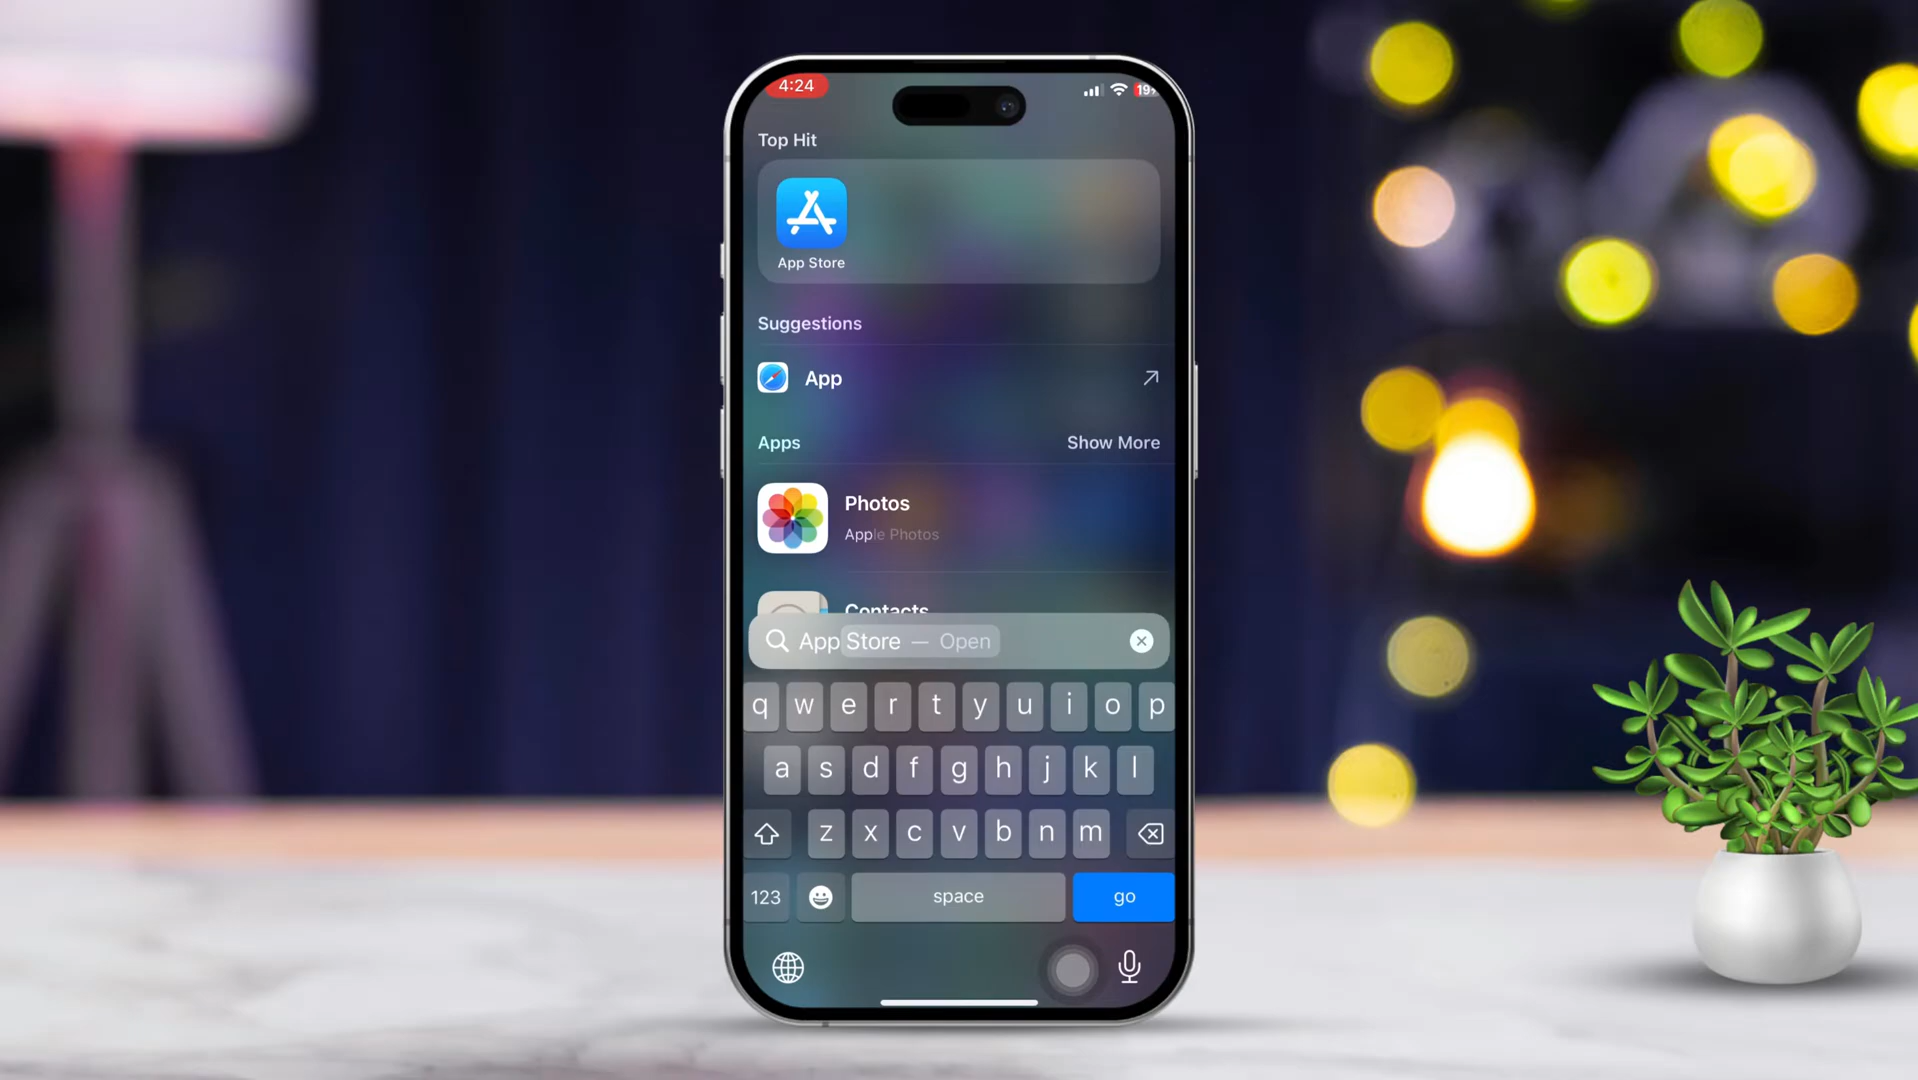 4:24
19
Top Hit
App Store
Suggestions
App
Apps Show More
Photos
Apple Photos
Contacts
App Store — Open
q w e r t y u i o p
a s d f g h j k l
z x c v b n m
123 space go